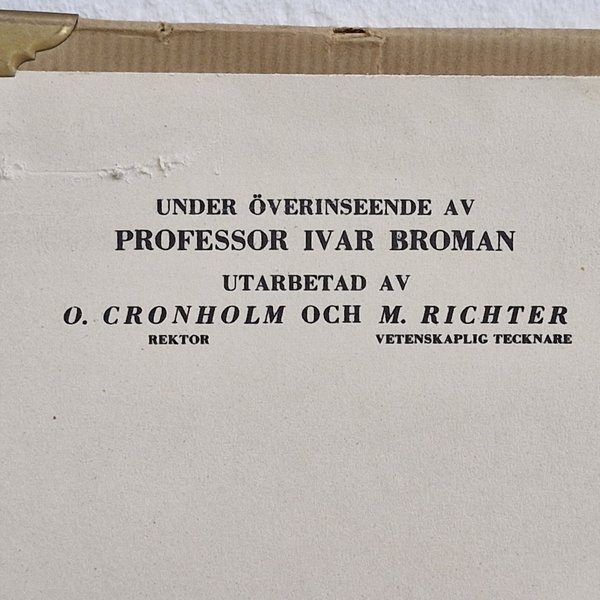 UNDER ÖVERINSEENDE AV
PROFESSOR IVAR BROMAN
UTARBETAD AV
O. CRONHOLM OCH M. RICHTER
REKTOR VETENSKAPLIG TECKNARE